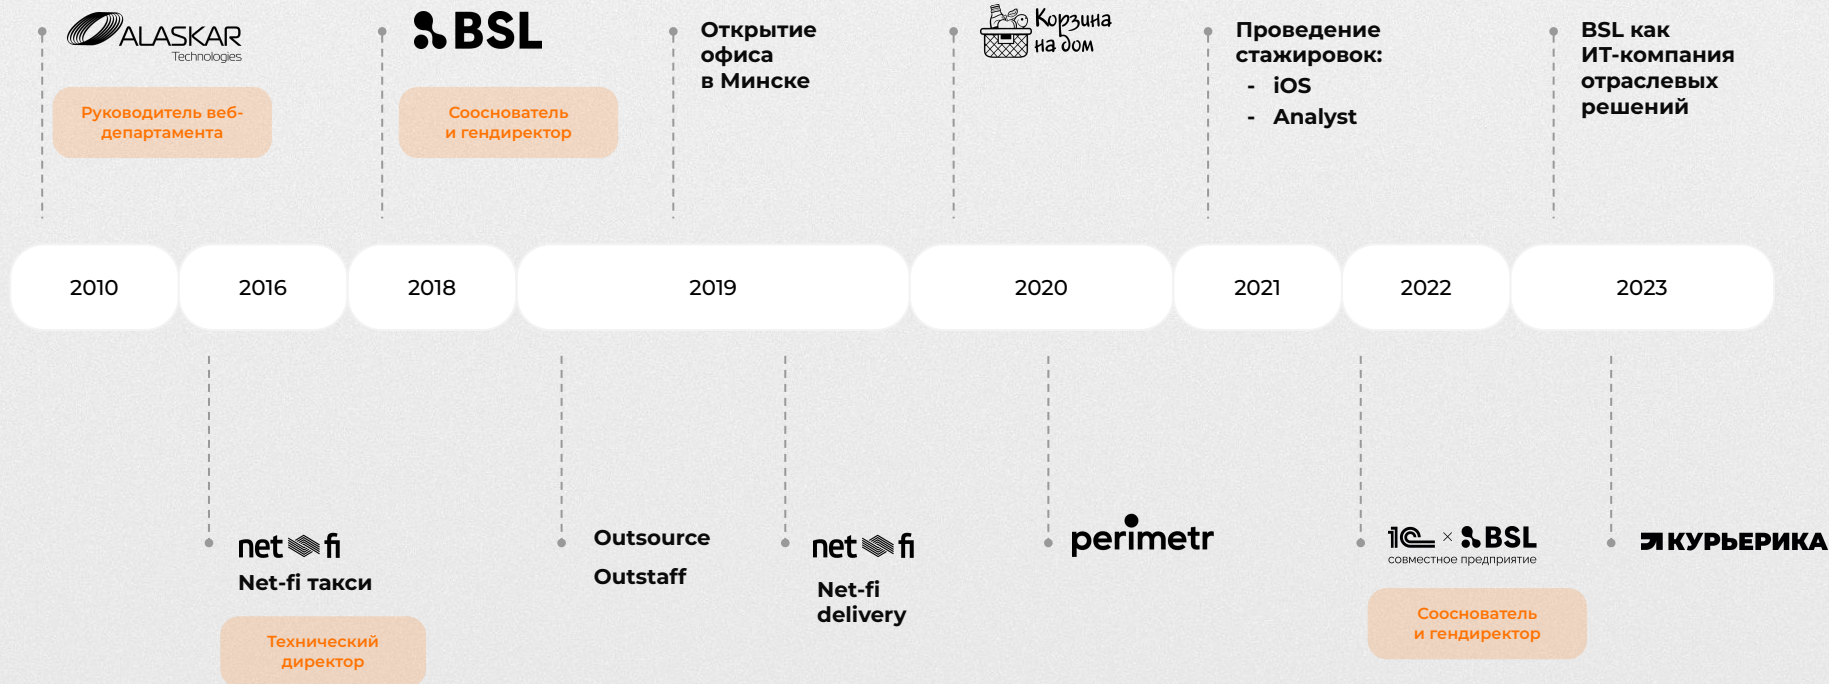 ALASKAR
Technologies
Руководитель веб-
департамента
BSL
Сооснователь
и гендиректор
Открытие
офиса
в Минске
Корзина
на дом
Проведение
стажировок:
- iOS
- Analyst
BSL как
ИТ-компания
отраслевых
решений
2010
2016
2018
2019
2020
2021
2022
2023
net fi
Net-fi такси
Технический
директор
Outsource
Outstaff
net fi
Net-fi
delivery
perimetr
1С × BSL
совместное предприятие
Сооснователь
и гендиректор
КУРЬЕРИКА